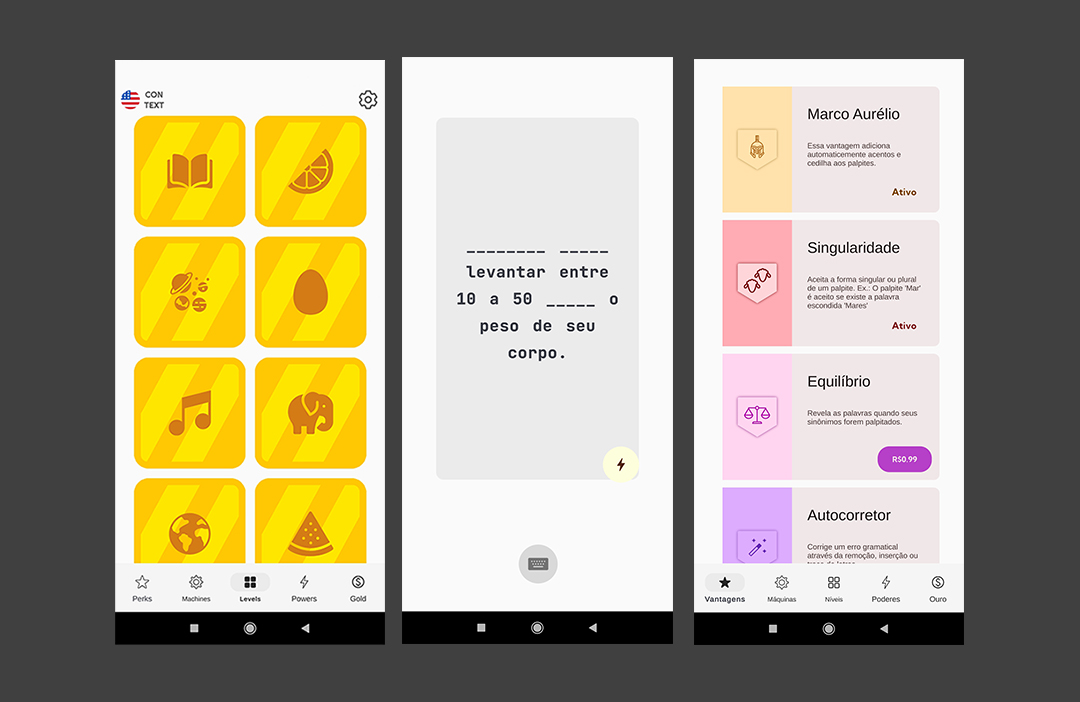 CON
TEXT
Perks
Machines
Levels
Powers
Gold
________ _____
levantar entre
10 a 50 _____ o
peso de seu
corpo.
Marco Aurélio
Essa vantagem adiciona
automaticemente acentos e
cedilha aos palpites.
Ativo
Singularidade
Aceita a forma singular ou plural
de um palpite. Ex.: O palpite 'Mar'
é aceito se existe a palavra
escondida 'Mares'
Ativo
Equilíbrio
Revela as palavras quando seus
sinônimos forem palpitados.
R$0.99
Autocorretor
Corrige um erro gramatical
através da remoção, inserção ou
Vantagens
Máquinas
Níveis
Poderes
Ouro